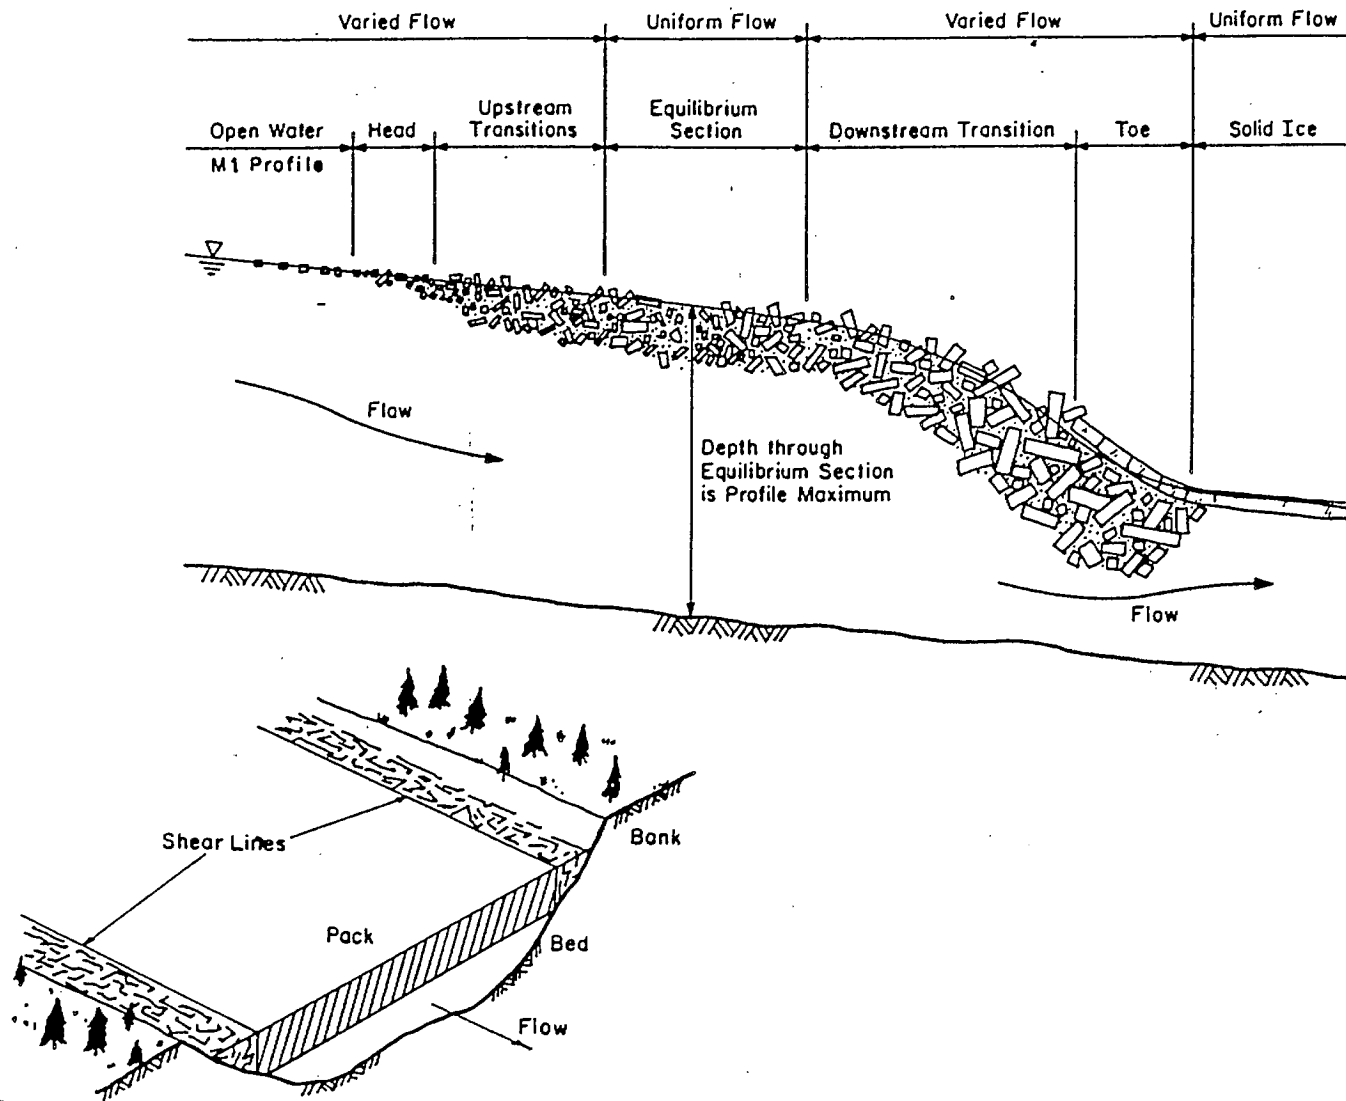 Varied Flow
Uniform Flow
Varied Flow
Uniform Flow
Open Water
M1 Profile
Head
Upstream
Transitions
Equilibrium
Section
Downstream Transition
Toe
Solid Ice
Flow
Depth through
Equilibrium Section
is Profile Maximum
Flow
Shear Lines
Bank
Pack
Bed
Flow